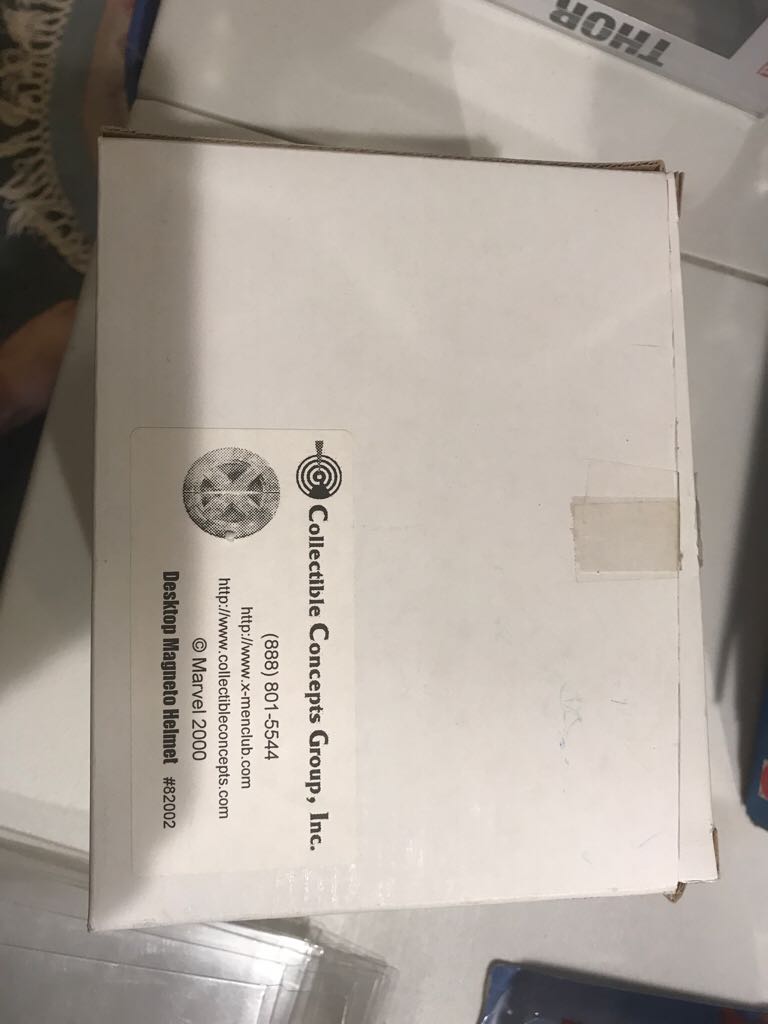 THOR
Collectible Concepts Group, Inc.
(888) 801-5544
http://www.x-menclub.com
http://www.collectibleconcepts.com
© Marvel 2000
Desktop Magneto Helmet #82002